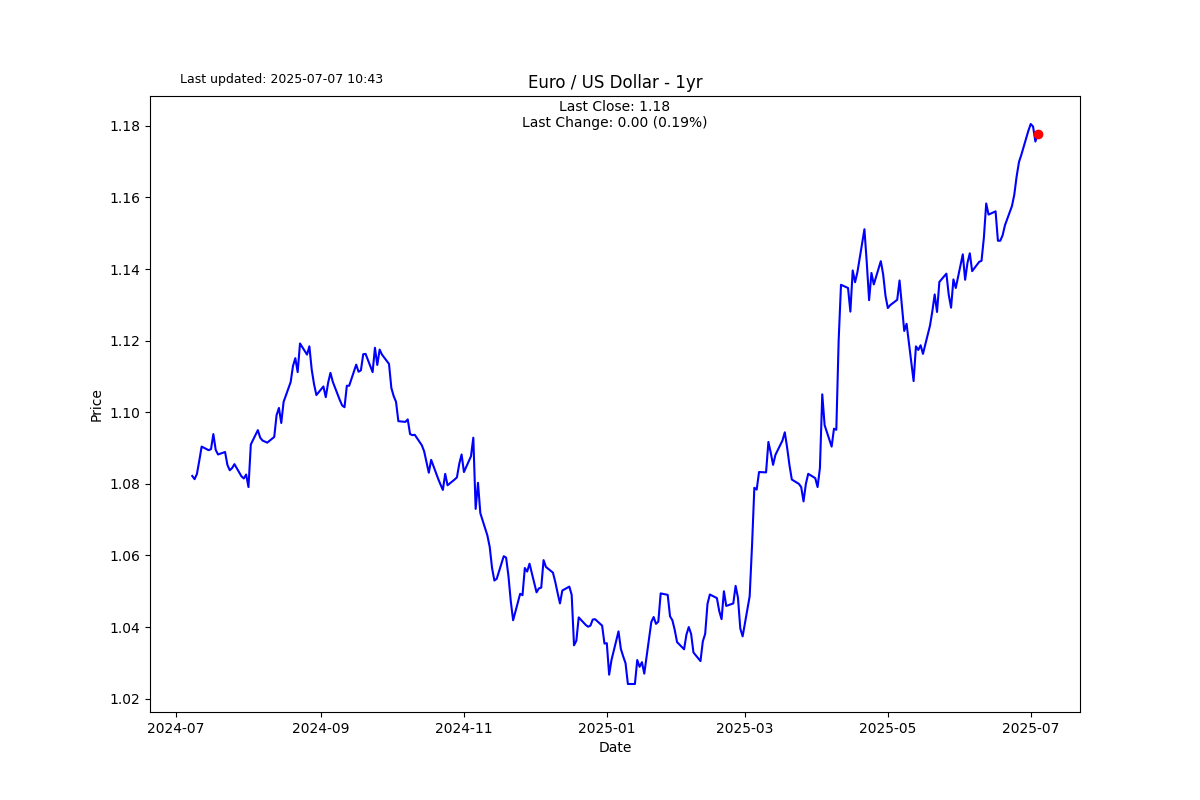 Last updated: 2025-07-07 10:43
Euro / US Dollar - 1yr
Last Close: 1.18
Last Change: 0.00 (0.19%)
1.18
1.16
1.14
1.12
1.10
1.08
1.06
1.04
1.02
Price
2024-07
2024-09
2024-11
2025-01
2025-03
2025-05
2025-07
Date